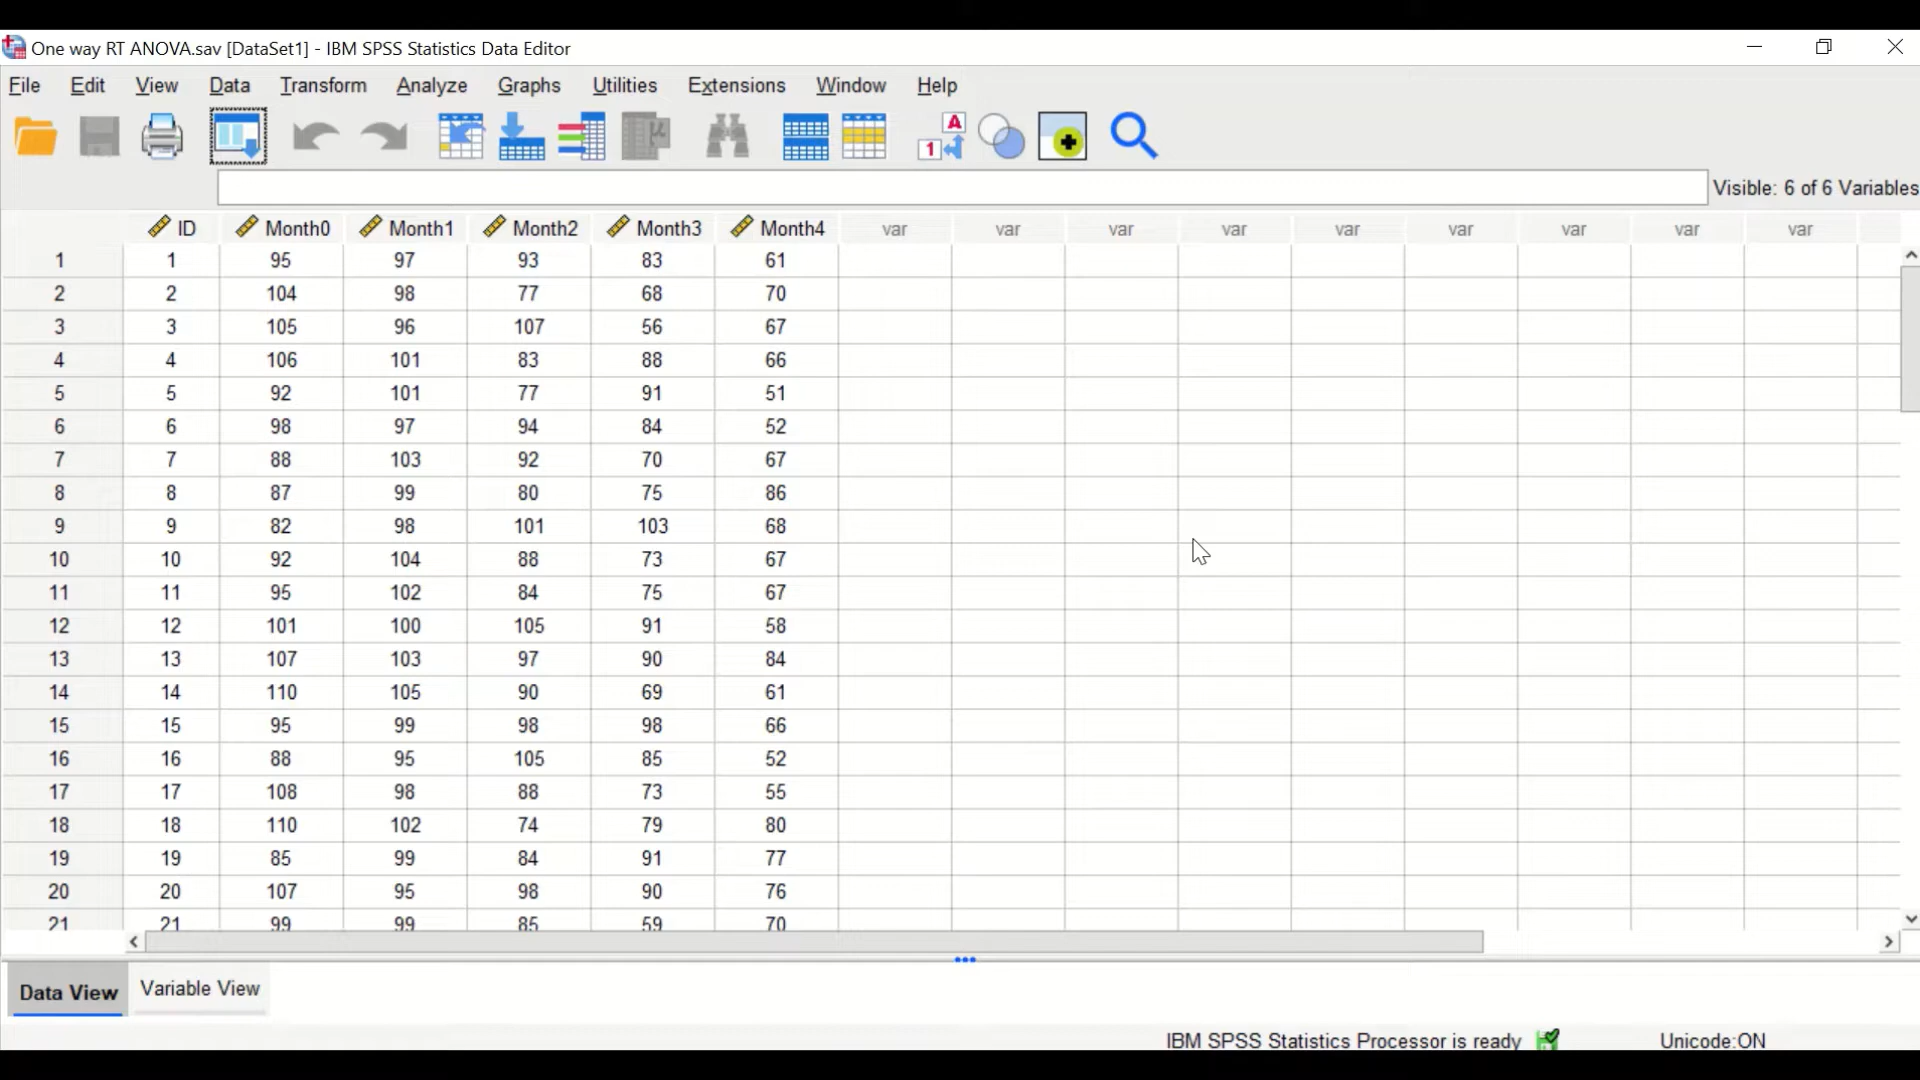 One way RT ANOVA.sav [DataSet1] - IBM SPSS Statistics Data Editor
File Edit View Data Transform Analyze Graphs Utilities Extensions Window Help
A
1
Visible: 6 of 6 Variables
ID Month0 Month1 Month2 Month3 Month4 var var var var var var var var var
1 1 95 97 93 83 61
2 2 104 98 77 68 70
3 3 105 96 107 56 67
4 4 106 101 83 88 66
5 5 92 101 77 91 51
6 6 98 97 94 84 52
7 7 88 103 92 70 67
8 8 87 99 80 75 86
9 9 82 98 101 103 68
10 10 92 104 88 73 67
11 11 95 102 84 75 67
12 12 101 100 105 91 58
13 13 107 103 97 90 84
14 14 110 105 90 69 61
15 15 95 99 98 98 66
16 16 88 95 105 85 52
17 17 108 98 88 73 55
18 18 110 102 74 79 80
19 19 85 99 84 91 77
20 20 107 95 98 90 76
21 21 99 99 85 59 70
Data View Variable View
IBM SPSS Statistics Processor is ready Unicode:ON